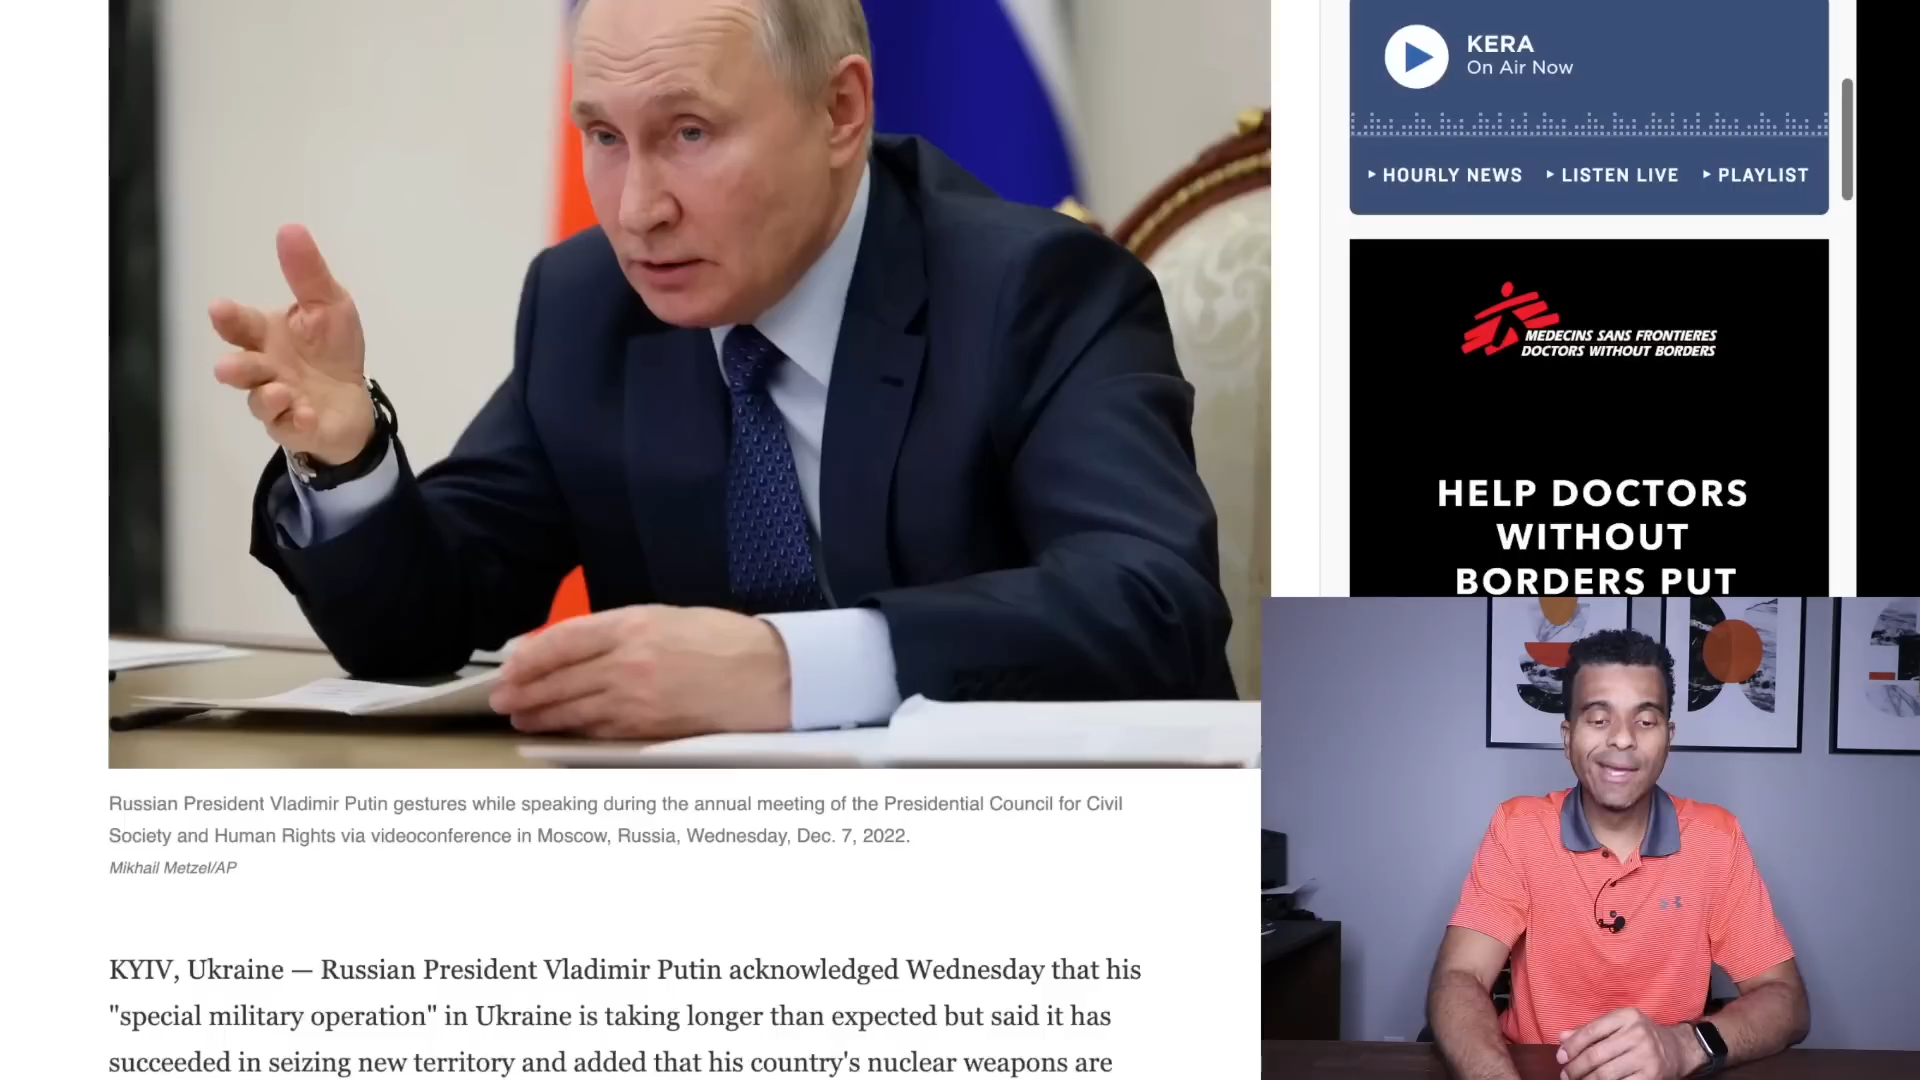 KERA
On Air Now
HOURLY NEWS LISTEN LIVE PLAYLIST
MEDECINS SANS FRONTIERES
DOCTORS WITHOUT BORDERS
HELP DOCTORS
WITHOUT
BORDERS PUT
Russian President Vladimir Putin gestures while speaking during the annual meeting of the Presidential Council for Civil
Society and Human Rights via videoconference in Moscow, Russia, Wednesday, Dec. 7, 2022.
Mikhail Metzel/AP
KYIV, Ukraine — Russian President Vladimir Putin acknowledged Wednesday that his
"special military operation" in Ukraine is taking longer than expected but said it has
succeeded in seizing new territory and added that his country's nuclear weapons are